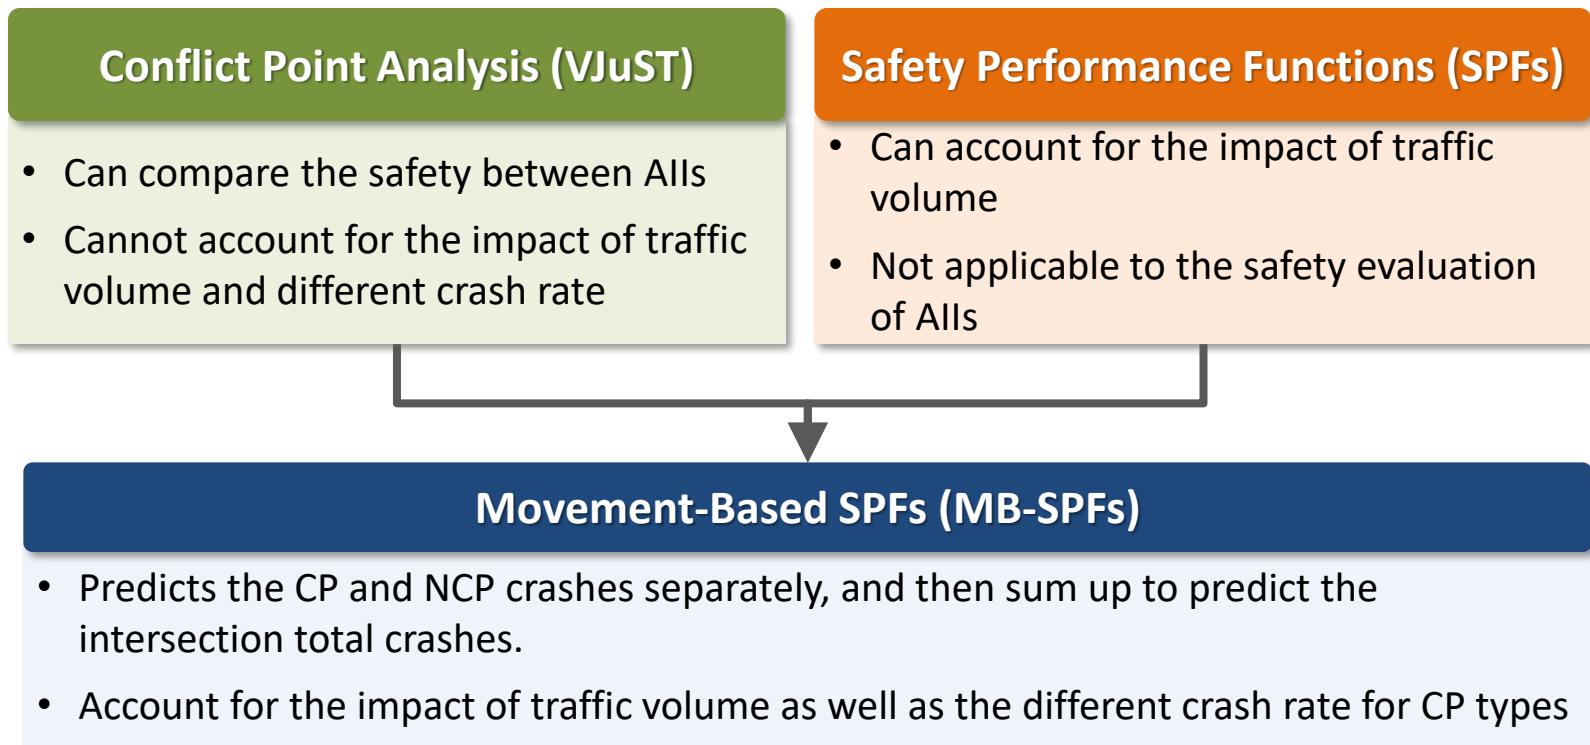 Conflict Point Analysis (VJuST)
• Can compare the safety between AIIs
• Cannot account for the impact of traffic
volume and different crash rate
Safety Performance Functions (SPFs)
• Can account for the impact of traffic
volume
• Not applicable to the safety evaluation
of AIIs
Movement-Based SPFs (MB-SPFs)
• Predicts the CP and NCP crashes separately, and then sum up to predict the
intersection total crashes.
• Account for the impact of traffic volume as well as the different crash rate for CP types